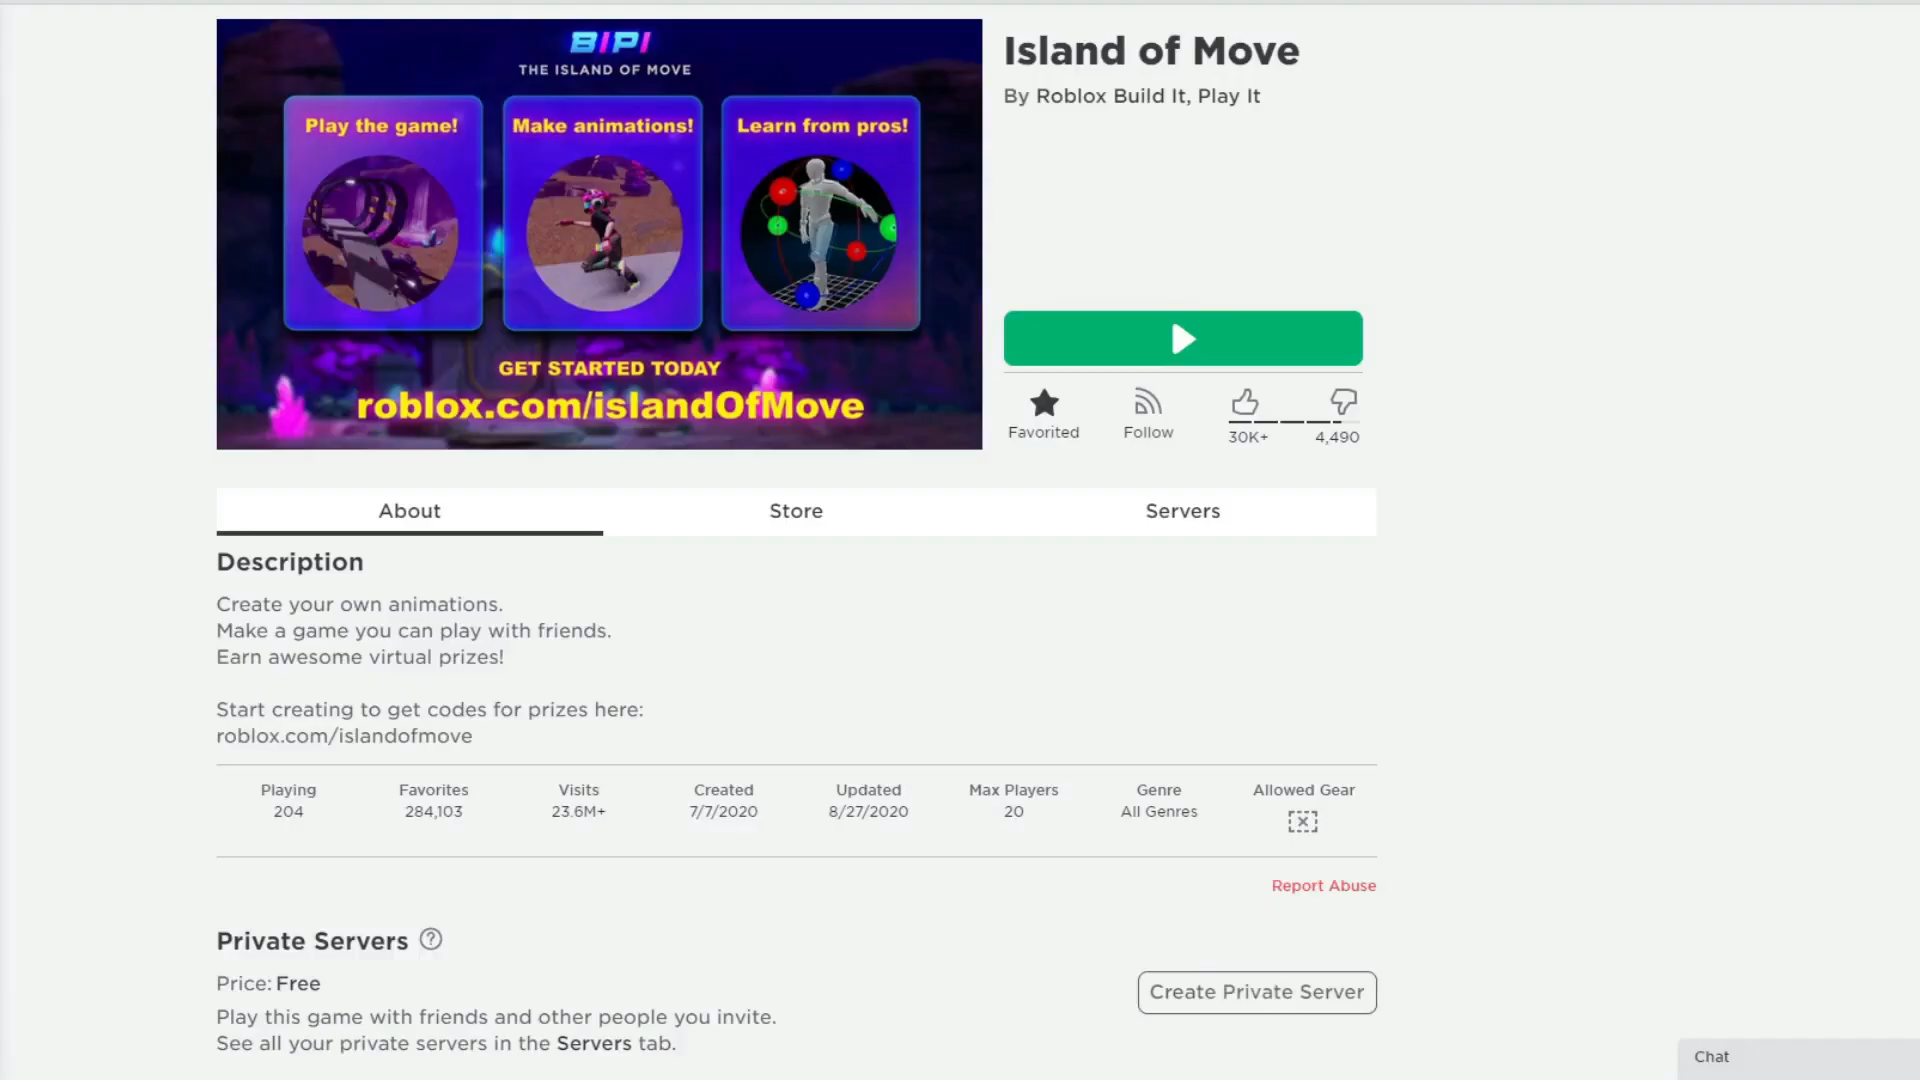 BIPI
THE ISLAND OF MOVE
Play the game!
Make animations!
Learn from pros!
GET STARTED TODAY
roblox.com/islandOfMove
Island of Move
By Roblox Build It, Play It
Favorited
Follow
30K+
4,490
About
Store
Servers
Description
Create your own animations.
Make a game you can play with friends.
Earn awesome virtual prizes!
Start creating to get codes for prizes here:
roblox.com/islandofmove
Playing
204
Favorites
284,103
Visits
23.6M+
Created
7/7/2020
Updated
8/27/2020
Max Players
20
Genre
All Genres
Allowed Gear
Report Abuse
Private Servers
Price: Free
Create Private Server
Play this game with friends and other people you invite.
See all your private servers in the Servers tab.
Chat